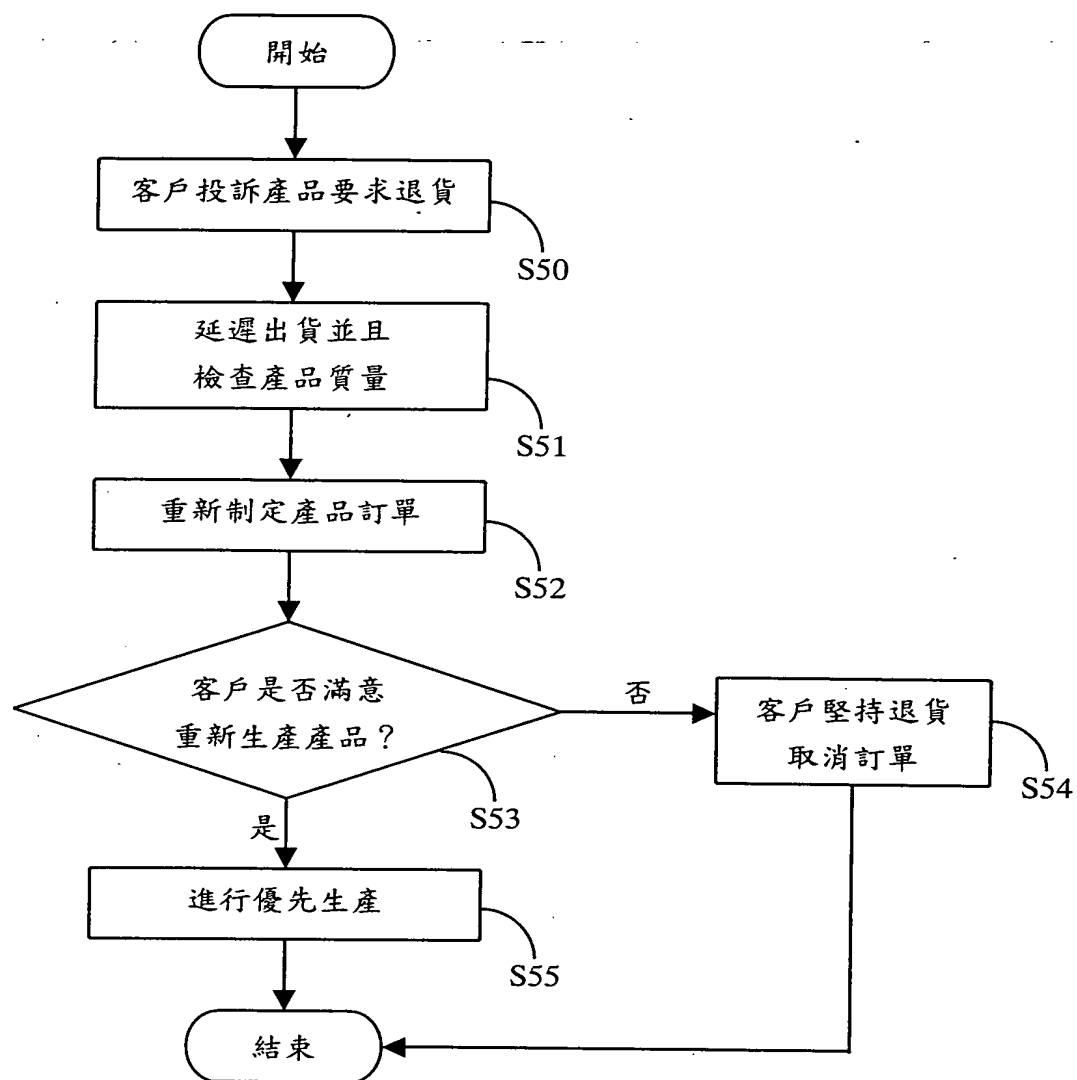 開始
客戶投訴產品要求退貨
S50
延遲出貨並且
檢查產品質量
S51
重新制定產品訂單
S52
客戶是否滿意
重新生產產品？
S53
否
客戶堅持退貨
取消訂單
S54
是
進行優先生產
S55
結束